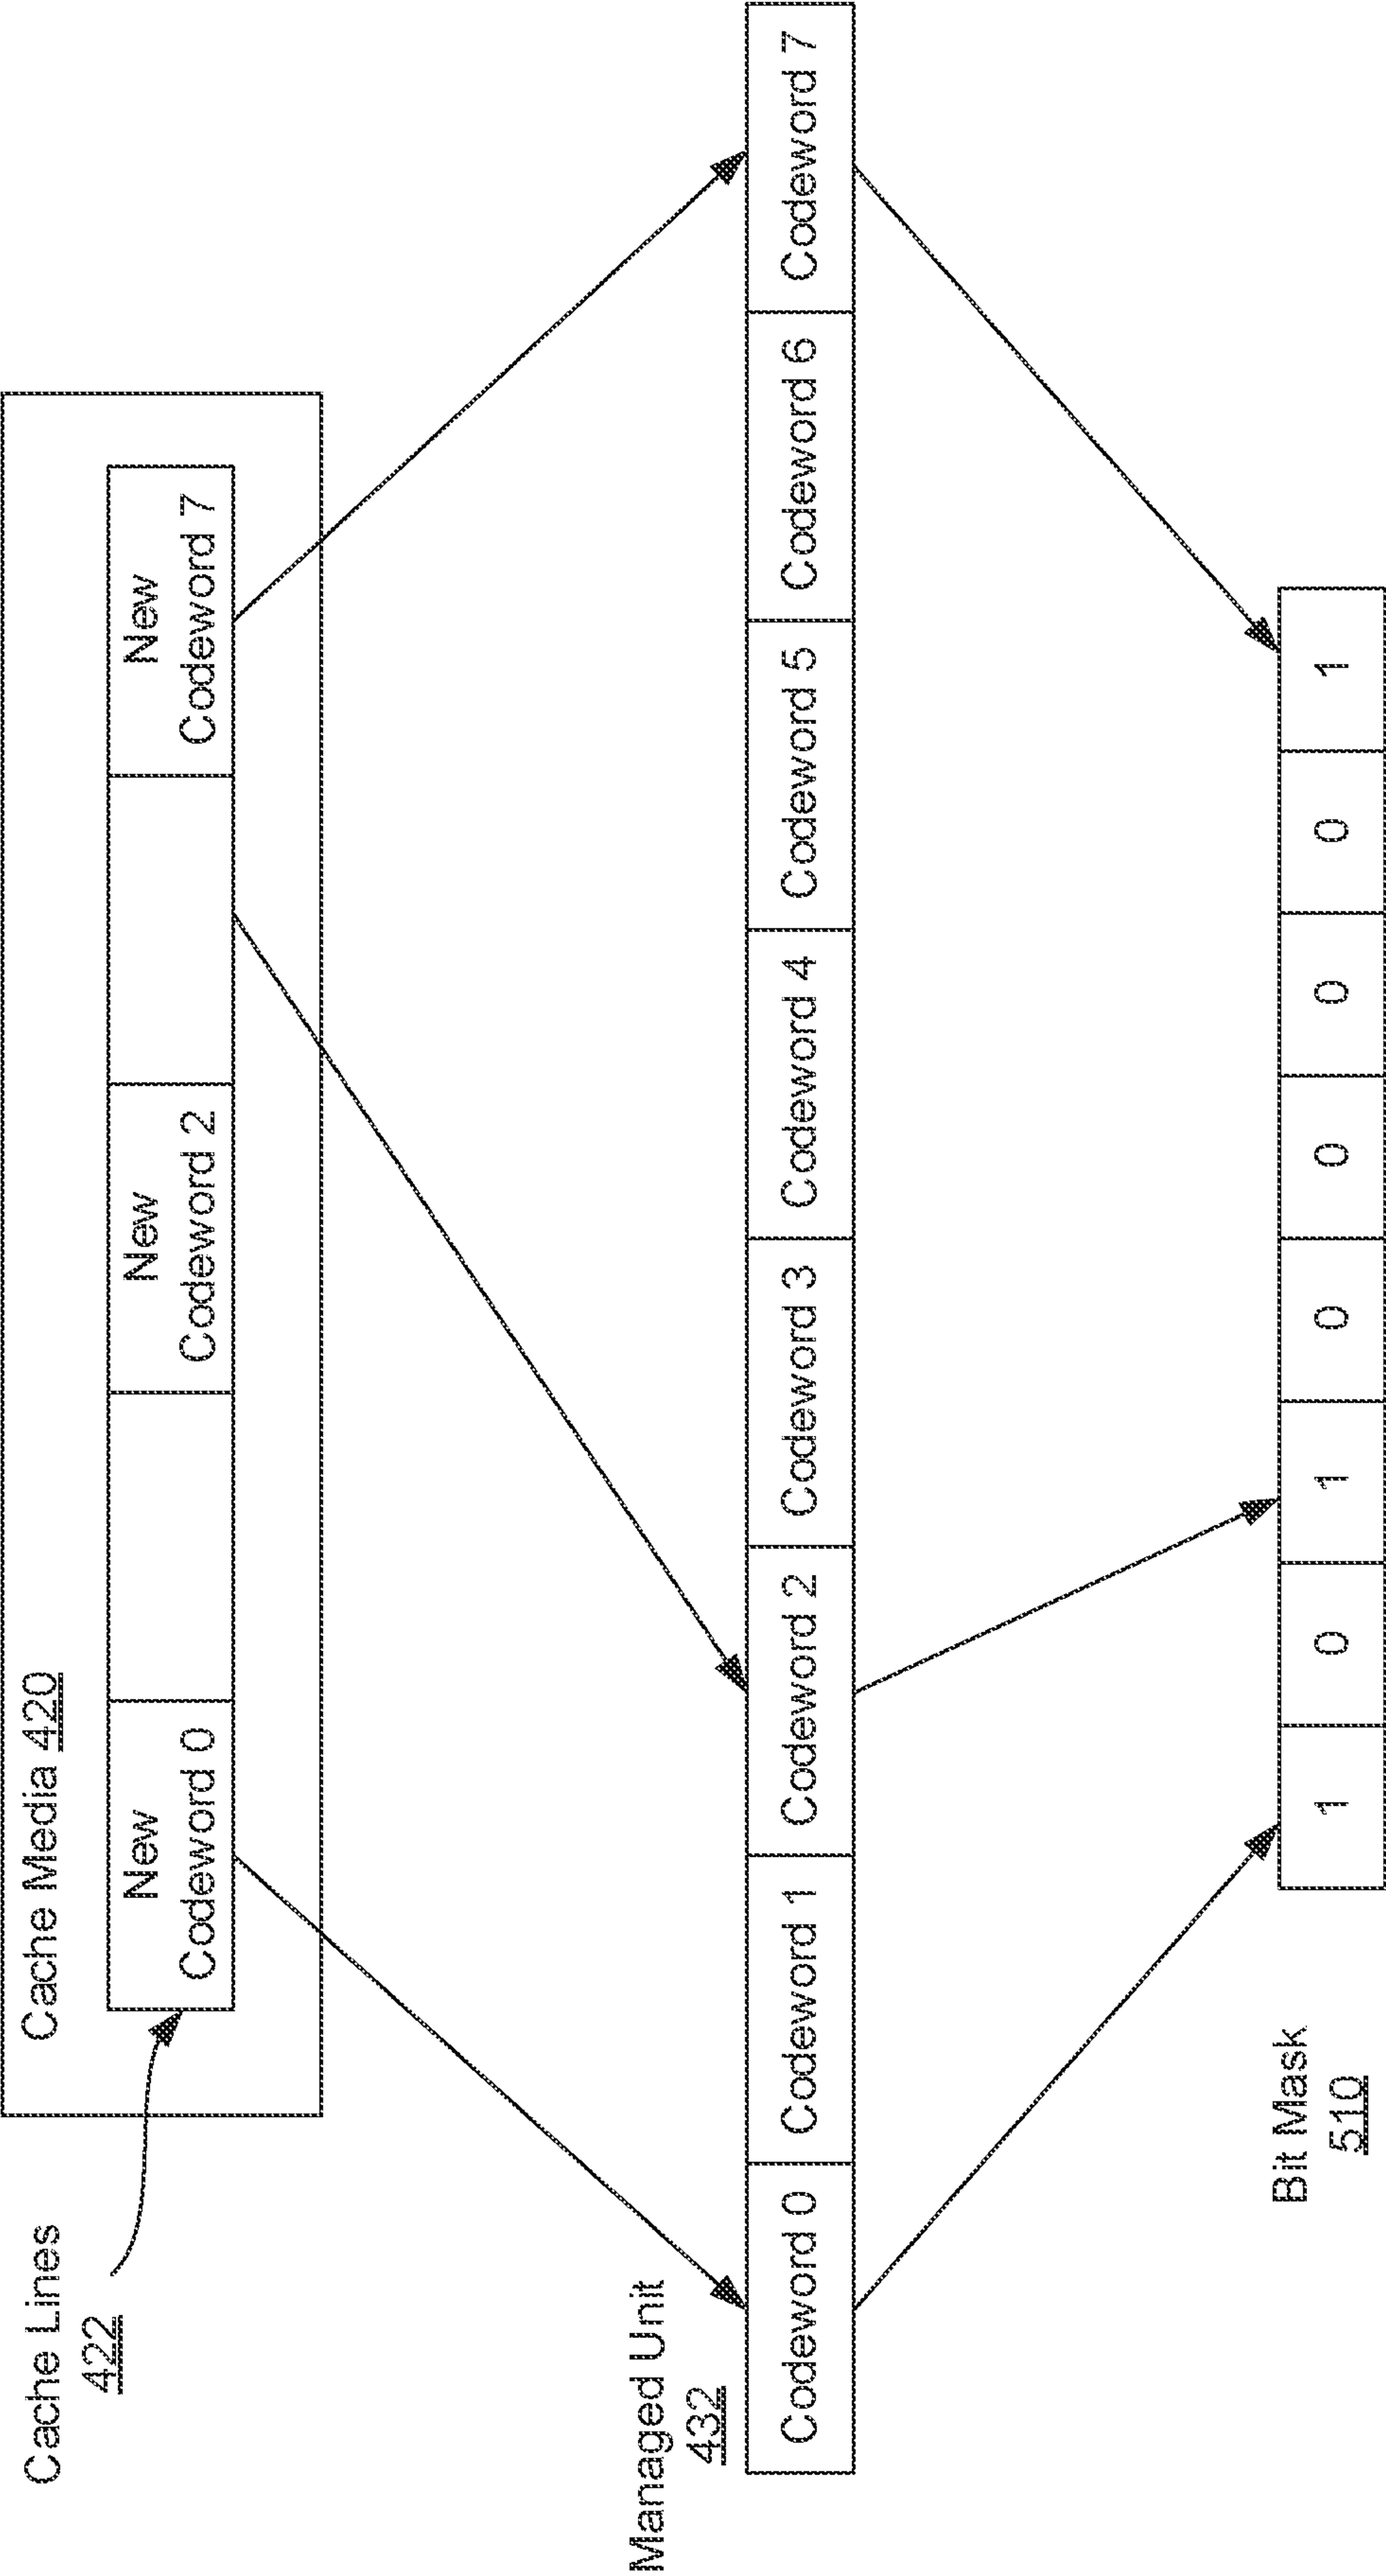 Cache Media 420
Cache Lines
422
New
Codeword 0
New
Codeword 2
New
Codeword 7
Managed Unit
432
Codeword 0
Codeword 1
Codeword 2
Codeword 3
Codeword 4
Codeword 5
Codeword 6
Codeword 7
Bit Mask
510
1
0
1
0
0
0
0
1